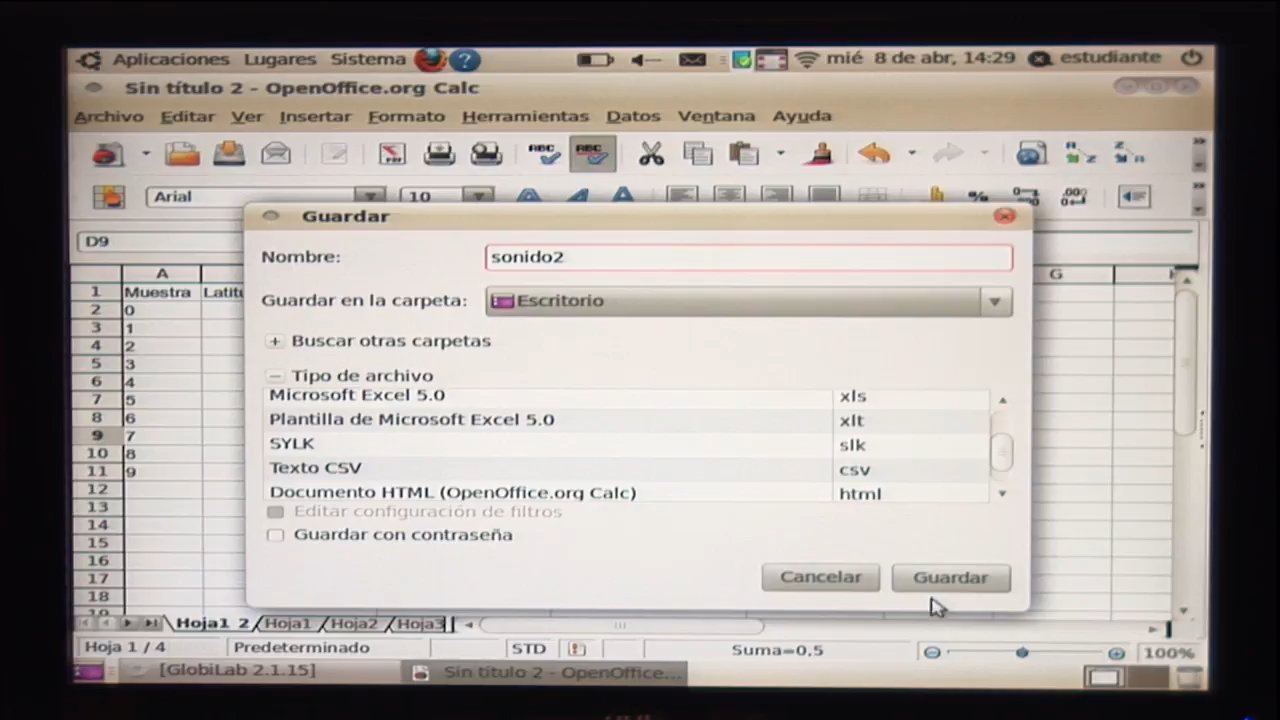 Aplicaciones Lugares Sistema mié 8 de abr, 14:29 estudiante
Sin título 2 - OpenOffice.org Calc
Archivo Editar Ver Insertar Formato Herramientas Datos Ventana Ayuda
Arial 10
D9
Guardar
Nombre: sonido2
Guardar en la carpeta: Escritorio
Buscar otras carpetas
Tipo de archivo
Microsoft Excel 5.0 xls
Plantilla de Microsoft Excel 5.0 xlt
SYLK slk
Texto CSV csv
Documento HTML (OpenOffice.org Calc) html
Editar configuración de filtros
Guardar con contraseña
Cancelar Guardar
A G
1 Muestra
2 0
3 1
4 2
5 3
6 4
7 5
8 6
9 7
10 8
11 9
12
13
14
15
16
17
18
19
Hoja1_2 Hoja1 Hoja2 Hoja3
Hoja 1 / 4 Predeterminado STD Suma=0,5 100%
[GlobiLab 2.1.15] Sin título 2 - OpenOffice...